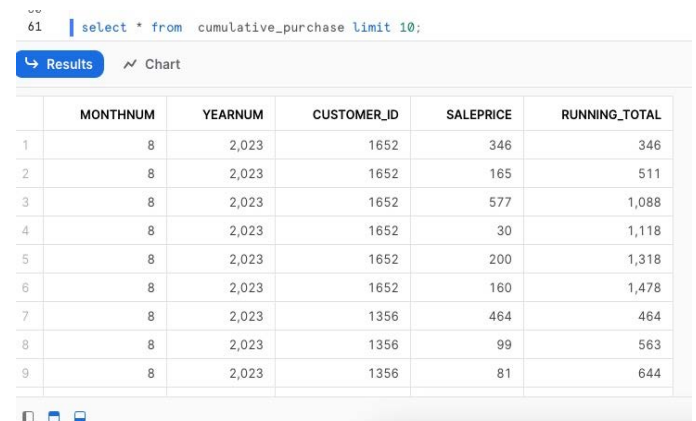 61 select * from cumulative_purchase limit 10;
Results Chart
MONTHNUM YEARNUM CUSTOMER_ID SALEPRICE RUNNING_TOTAL
1 8 2,023 1652 346 346
2 8 2,023 1652 165 511
3 8 2,023 1652 577 1,088
4 8 2,023 1652 30 1,118
5 8 2,023 1652 200 1,318
6 8 2,023 1652 160 1,478
7 8 2,023 1356 464 464
8 8 2,023 1356 99 563
9 8 2,023 1356 81 644